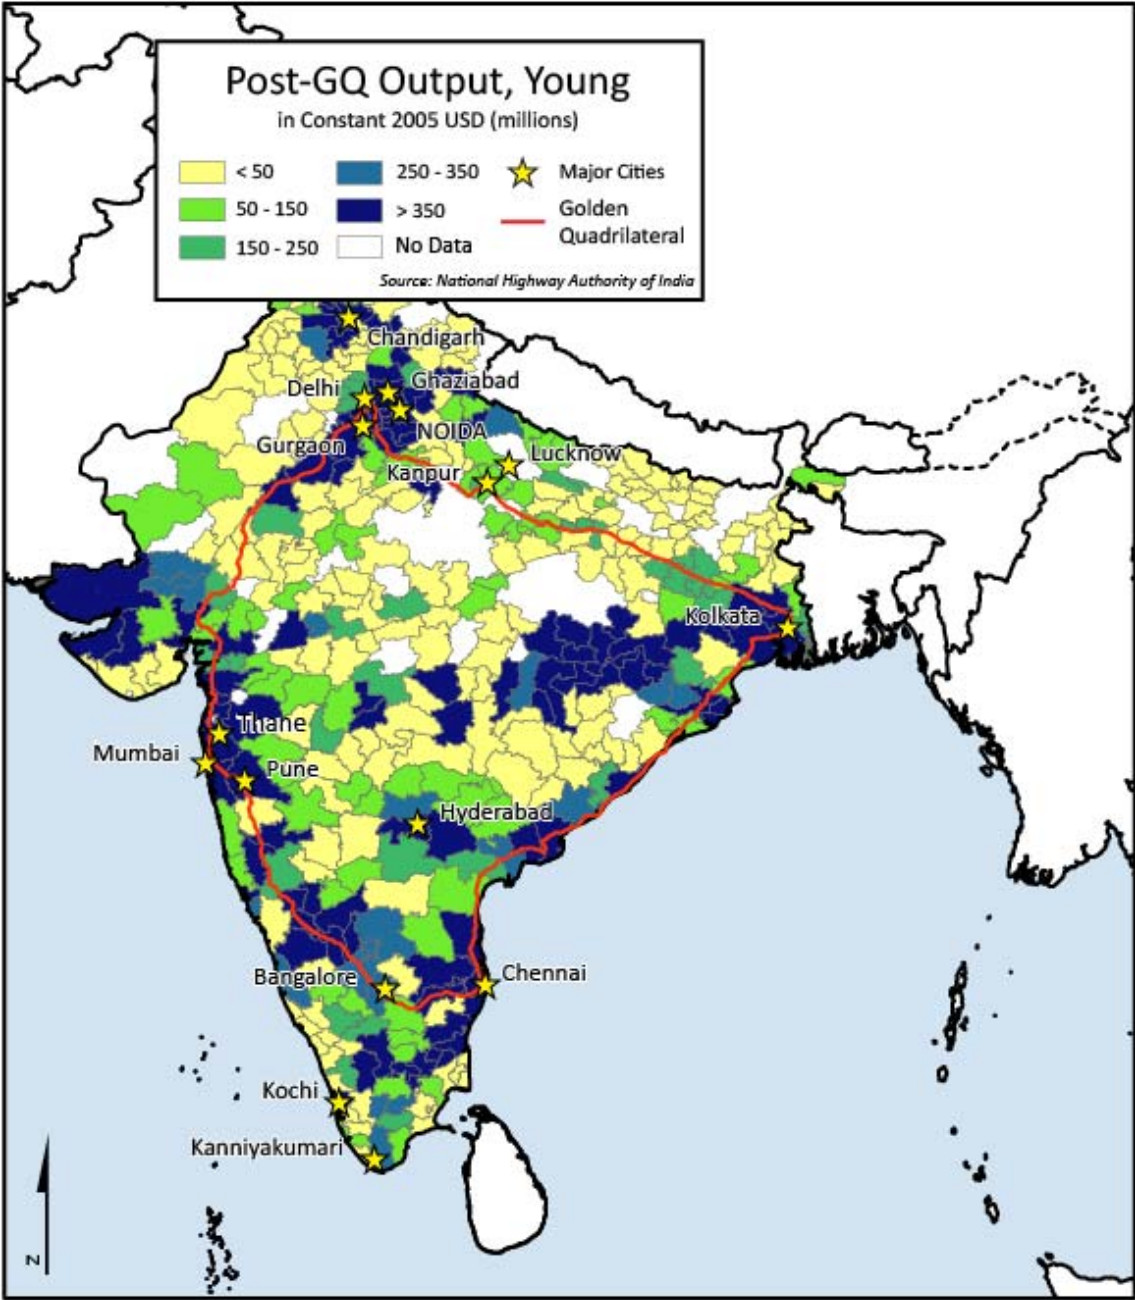 Post-GQ Output, Young
in Constant 2005 USD (millions)
< 50
250 - 350
Major Cities
50 - 150
> 350
Golden
Quadrilateral
150 - 250
No Data
Source: National Highway Authority of India
Chandigarh
Delhi
Ghaziabad
NOIDA
Gurgaon
Lucknow
Kanpur
Kolkata
Thane
Mumbai
Pune
Hyderabad
Bangalore
Chennai
Kochi
Kanniyakumari
N